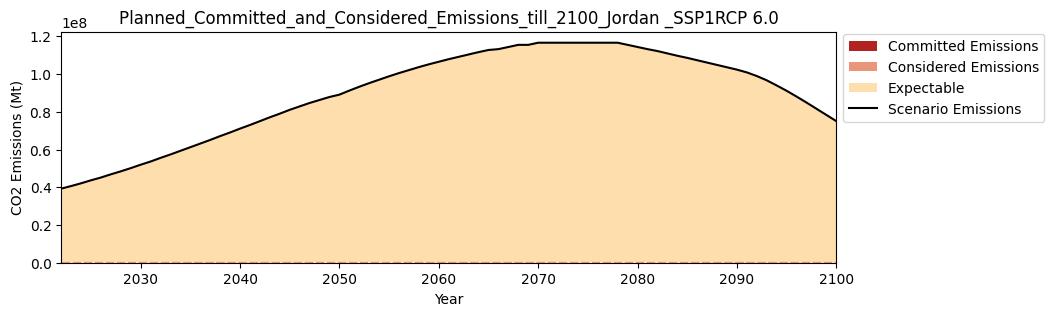 Planned_Committed_and_Considered_Emissions_till_2100_Jordan _SSP1RCP 6.0
1e8
1.2
1.0
0.8
0.6
0.4
0.2
0.0
CO2 Emissions (Mt)
2030 2040 2050 2060 2070 2080 2090 2100
Year
Committed Emissions
Considered Emissions
Expectable
Scenario Emissions